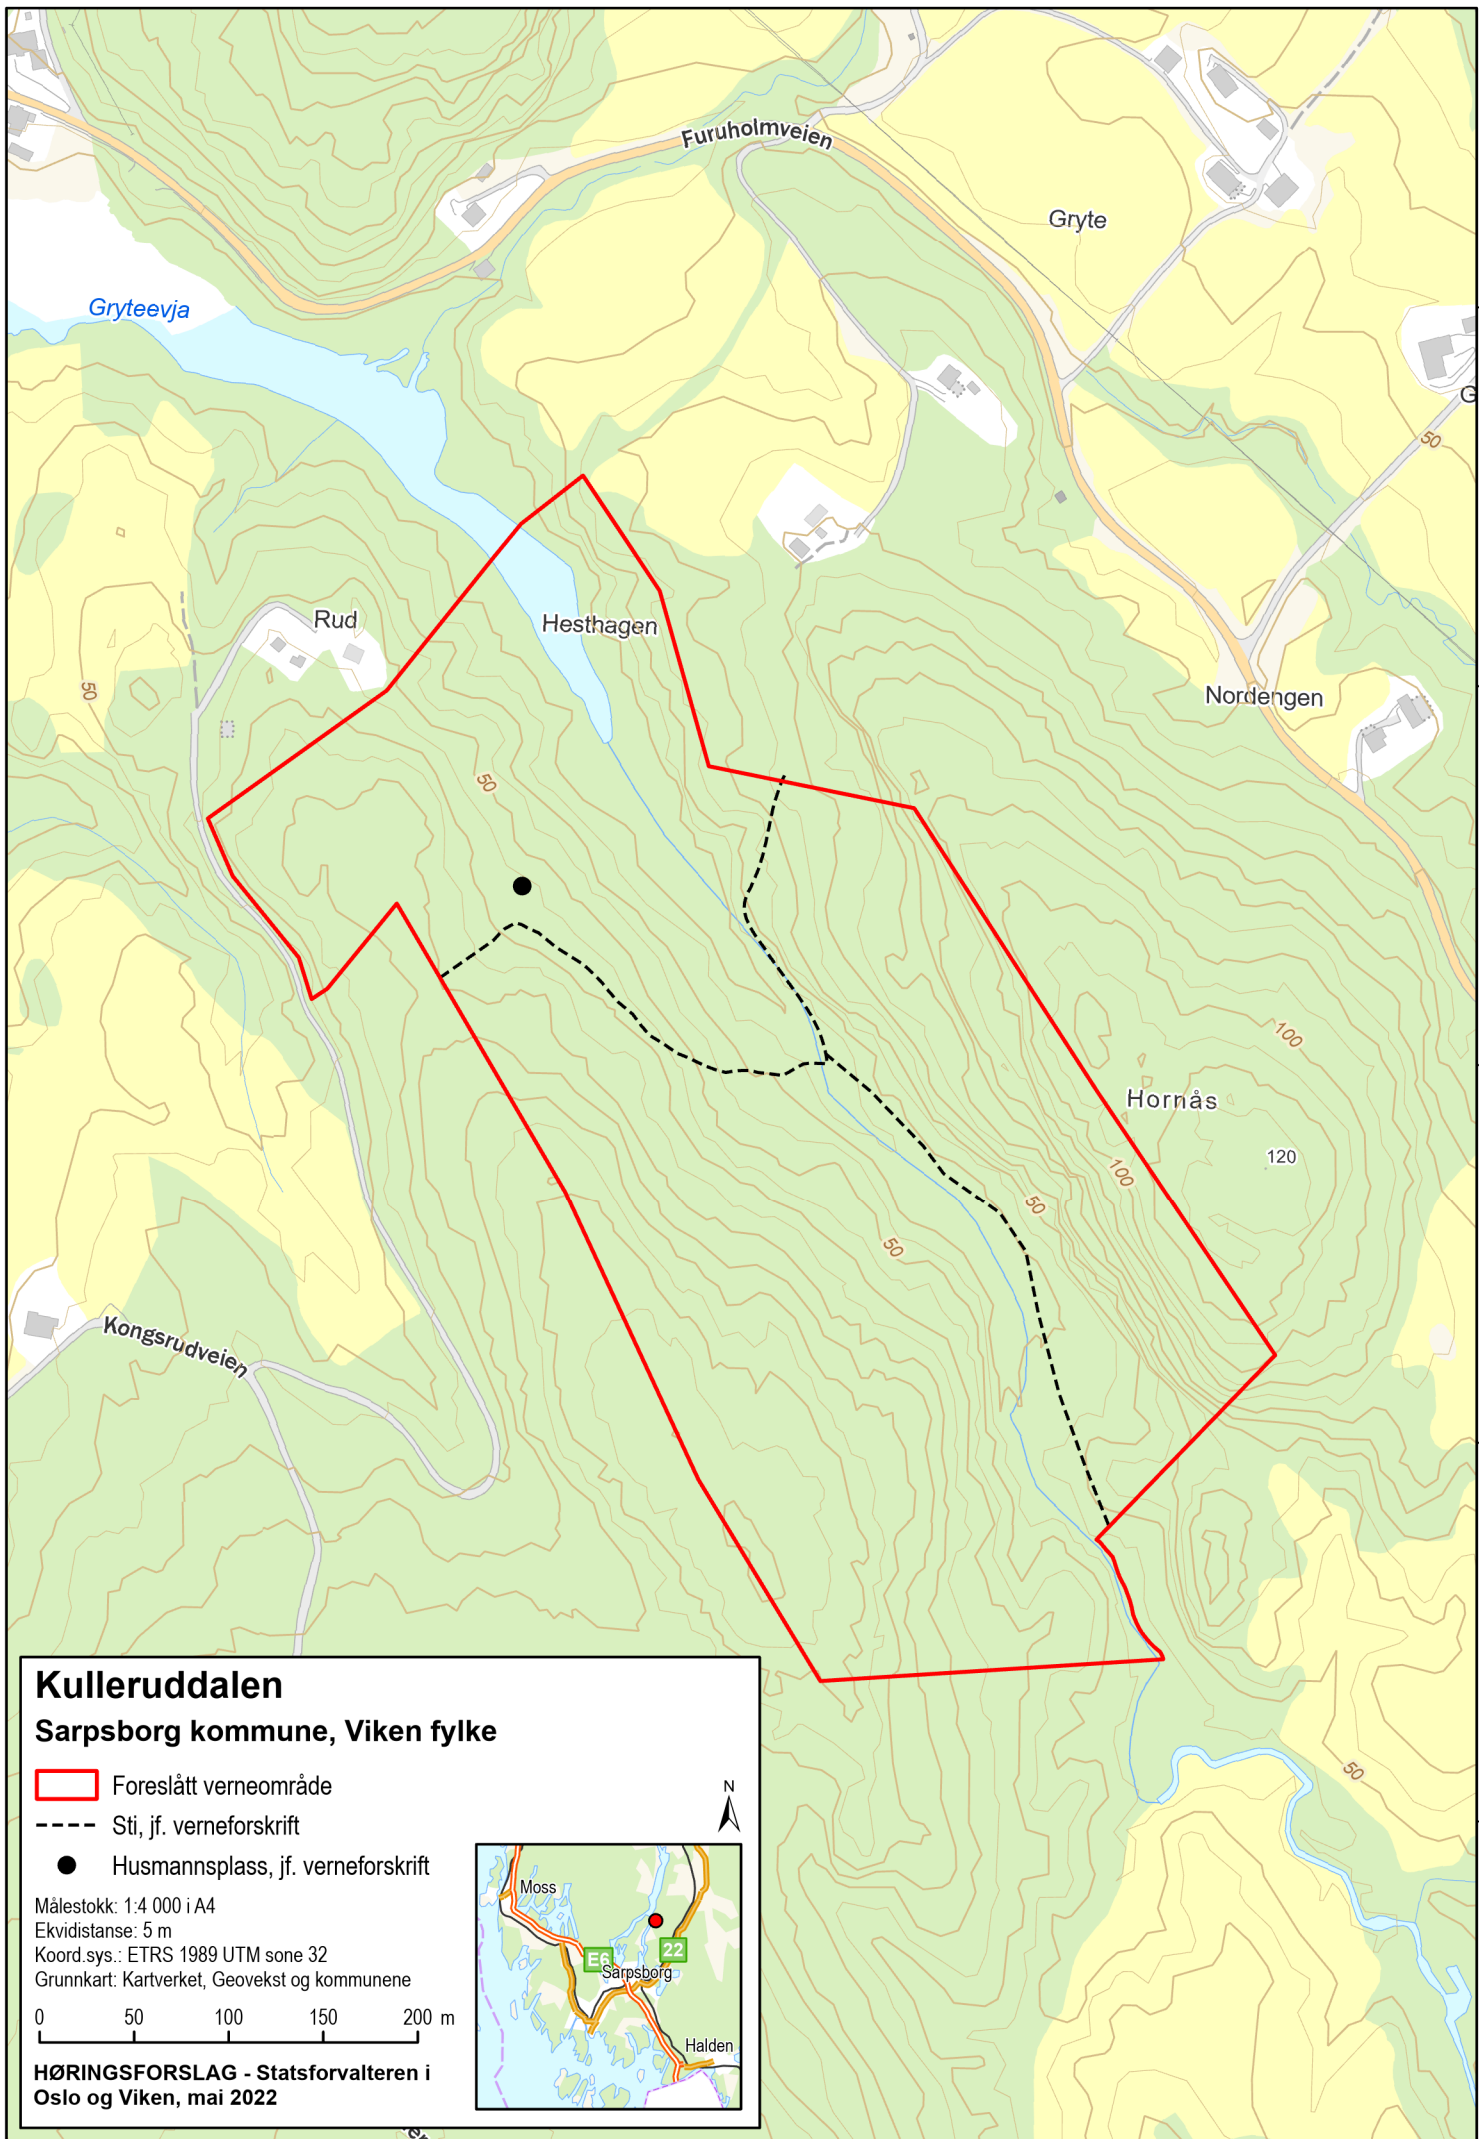 Furuholmveien
Gryte
Gryteevja
G
50
Rud
Hesthagen
50
Nordengen
50
100
Hornås
120
100
50
50
Kongsrudveien
50
Kulleruddalen
Sarpsborg kommune, Viken fylke
Foreslått verneområde
Sti, jf. verneforskrift
Husmannsplass, jf. verneforskrift
N
Målestokk: 1:4 000 i A4
Ekvidistanse: 5 m
Koord.sys.: ETRS 1989 UTM sone 32
Grunnkart: Kartverket, Geovekst og kommunene
0 50 100 150 200 m
HØRINGSFORSLAG - Statsforvalteren i
Oslo og Viken, mai 2022
Moss
E6
22
Sarpsborg
Halden